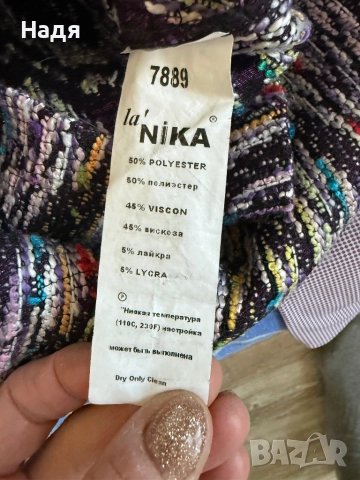 Надя
7889
la'
NiKA®
50% POLYESTER
50% полиэстер
45% VISCON
45% вискоза
5% лайкра
5% LYCRA
Ⓟ
"Низкая температура
(110C, 230F) настройка
может быть выполнена
Dry Only Clean
BAZAR